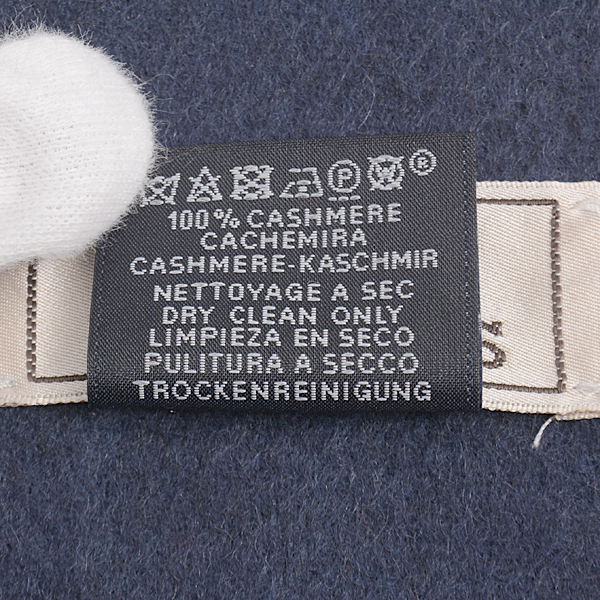 P W ®
100% CASHMERE
CACHEMIRA
CASHMERE-KASCHMIR
NETTOYAGE A SEC
DRY CLEAN ONLY
LIMPIEZA EN SECO
PULITURA A SECCO
TROCKENREINIGUNG